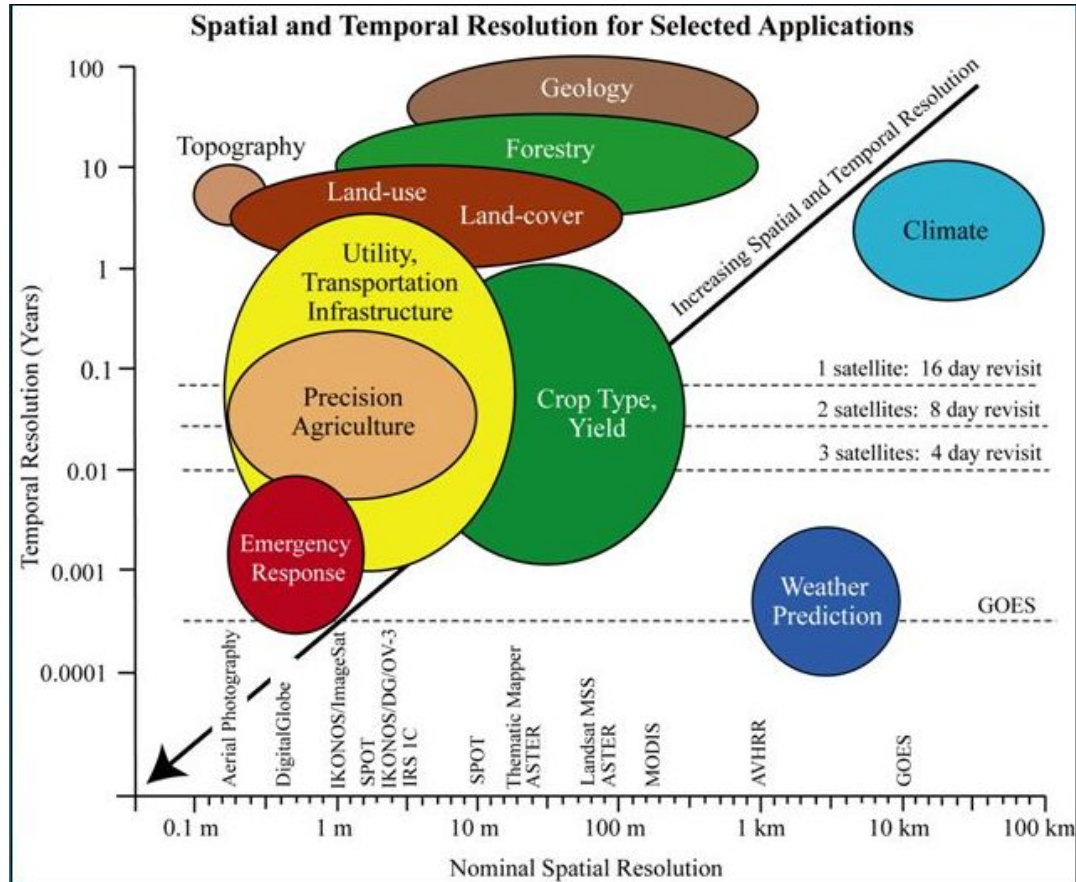 Spatial and Temporal Resolution for Selected Applications
100
10
1
0.1
0.01
0.001
0.0001
Temporal Resolution (Years)
Geology
Forestry
Topography
Land-use
Land-cover
Utility,
Transportation
Infrastructure
Precision
Agriculture
Crop Type,
Yield
Emergency
Response
Climate
Weather
Prediction
Increasing Spatial and Temporal Resolution
1 satellite: 16 day revisit
2 satellites: 8 day revisit
3 satellites: 4 day revisit
GOES
Aerial Photography
DigitalGlobe
IKONOS/ImageSat
SPOT
IKONOS/DG/OV-3
IRS 1C
SPOT
Thematic Mapper
ASTER
Landsat MSS
ASTER
MODIS
AVHRR
GOES
0.1 m
1 m
10 m
100 m
1 km
10 km
100 km
Nominal Spatial Resolution